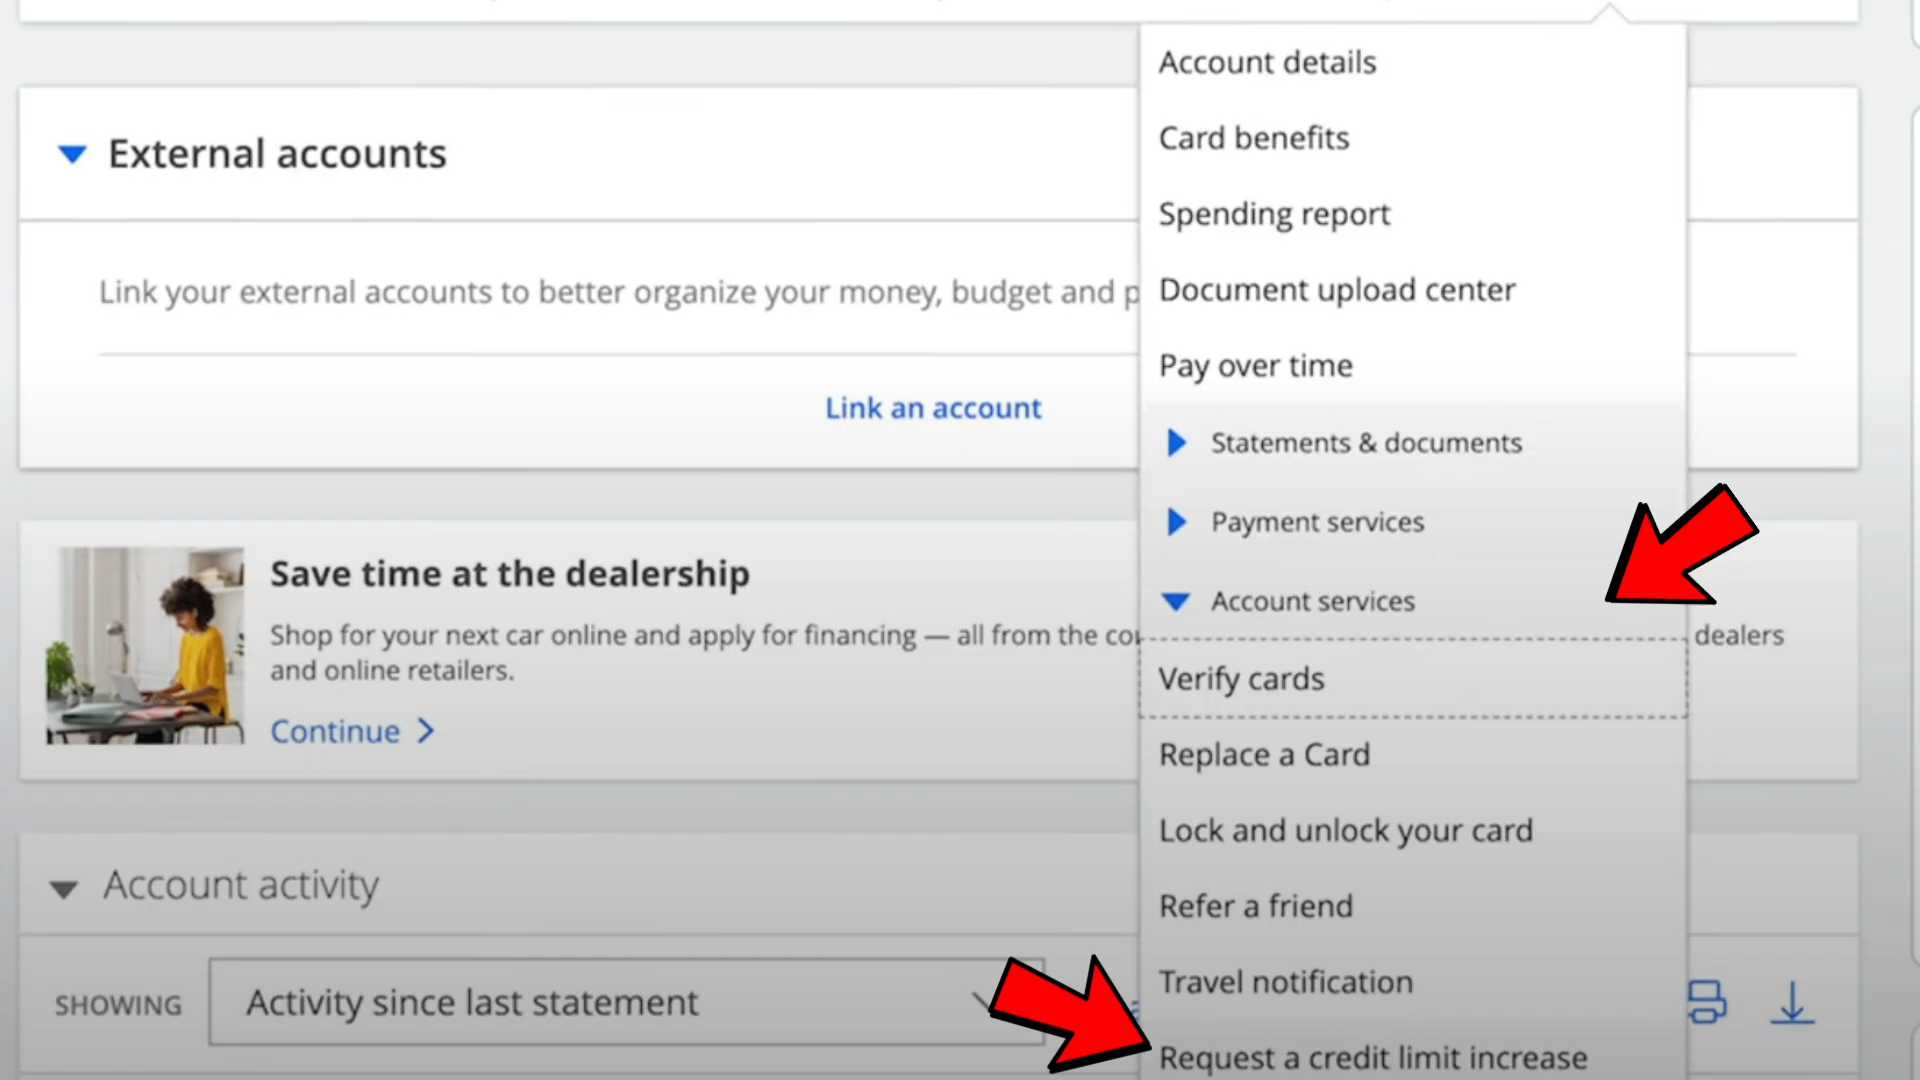 External accounts
Link your external accounts to better organize your money, budget and p
Link an account
Save time at the dealership
Shop for your next car online and apply for financing — all from the
dealers
and online retailers.
Continue
Account activity
SHOWING
Activity since last statement
Account details
Card benefits
Spending report
Document upload center
Pay over time
Statements & documents
Payment services
Account services
Verify cards
Replace a Card
Lock and unlock your card
Refer a friend
Travel notification
Request a credit limit increase